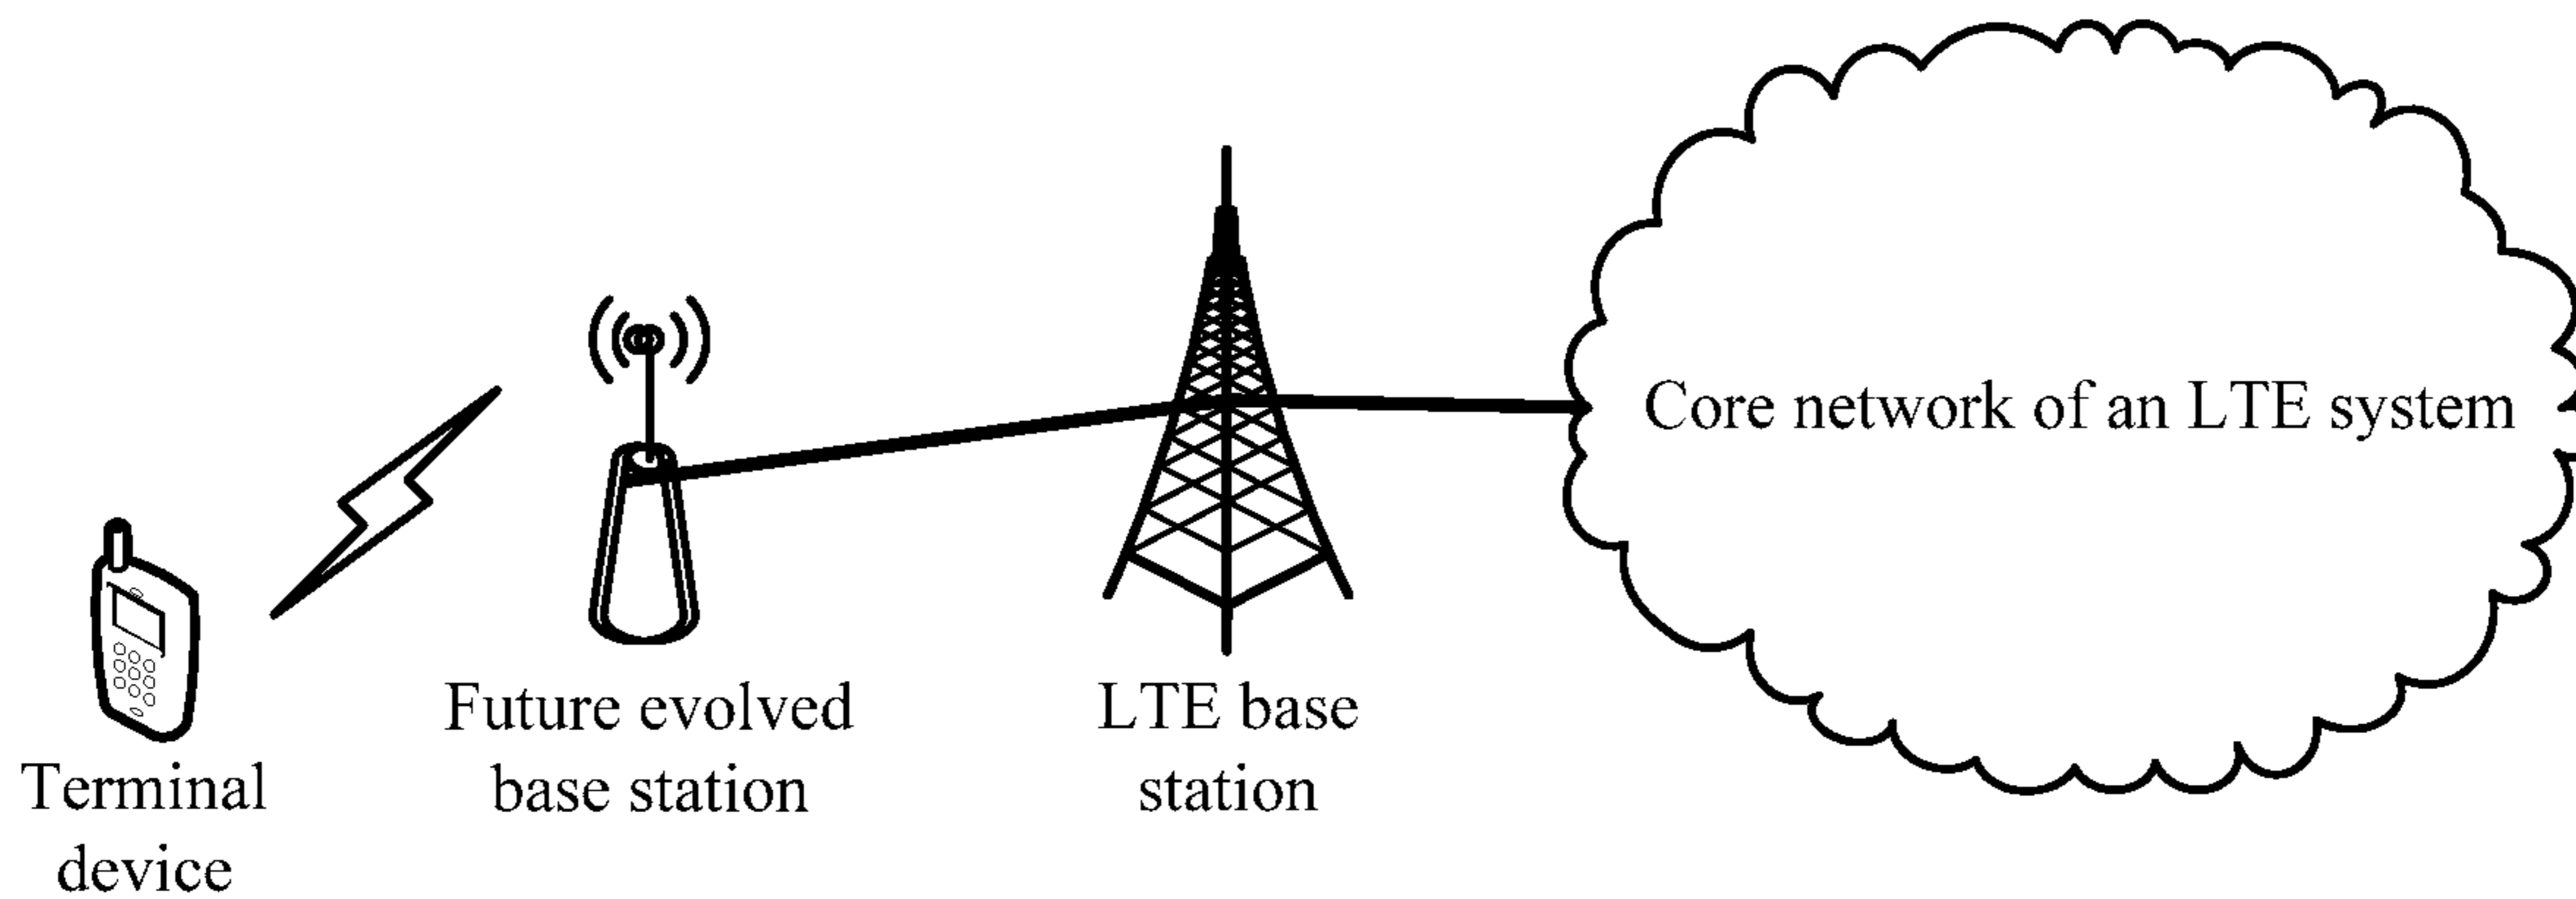 Core network of an LTE system
Future evolved
base station
LTE base
station
Terminal
device